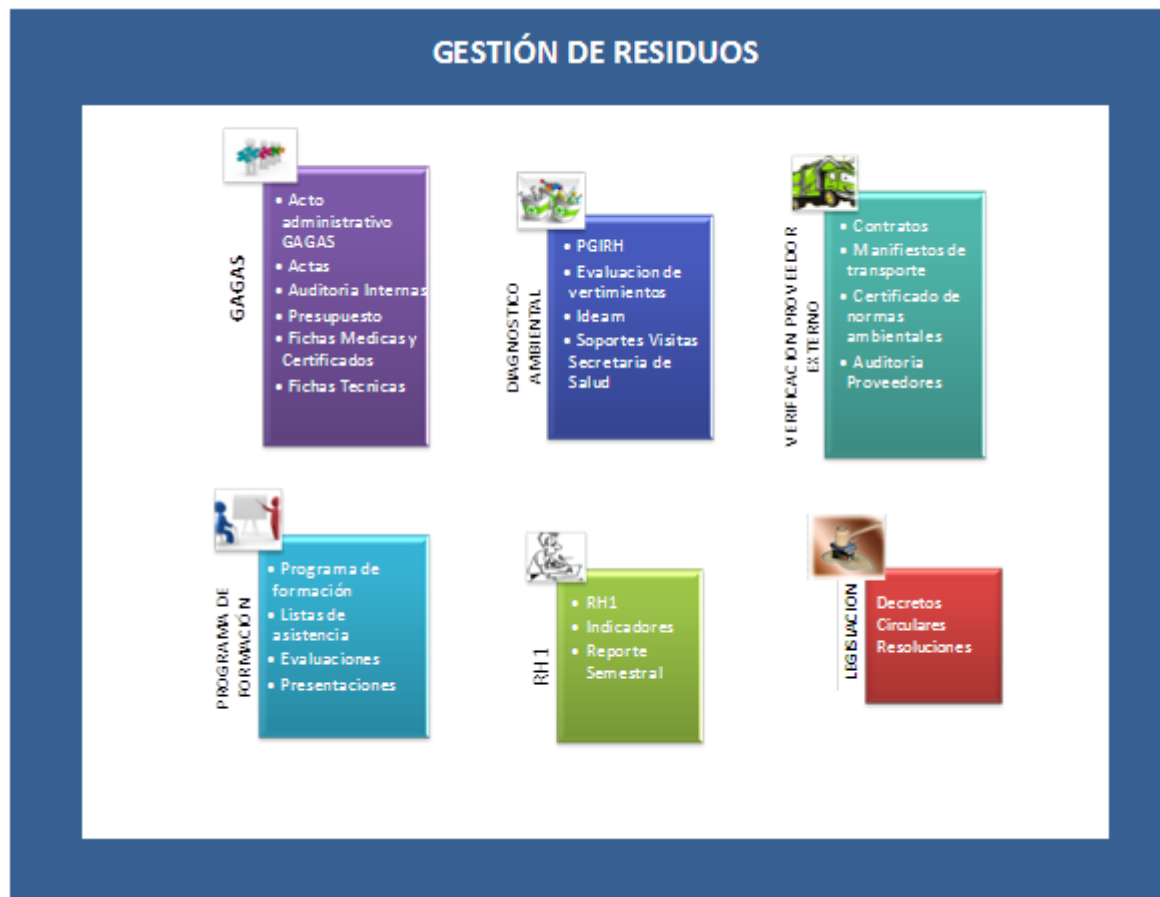 GESTIÓN DE RESIDUOS
GAGAS
• Acto
administrativo
GAGAS
• Actas
• Auditoria Internas
• Presupuesto
• Fichas Medicas y
Certificados
• Fichas Tecnicas
DIAGNOSTICO
AMBIENTAL
• PGIRH
• Evaluacion de
vertimientos
• Ideam
• Soportes Visitas
Secretaria de
Salud
VERIFICACION PROVEEDOR
EXTERNO
• Contratos
• Manifiestos de
transporte
• Certificado de
normas
ambientales
• Auditoria
Proveedores
PROGRAMA DE
FORMACIÓN
• Programa de
formación
• Listas de
asistencia
• Evaluaciones
• Presentaciones
RH1
• RH1
• Indicadores
• Reporte
Semestral
LEGISLACION
Decretos
Circulares
Resoluciones